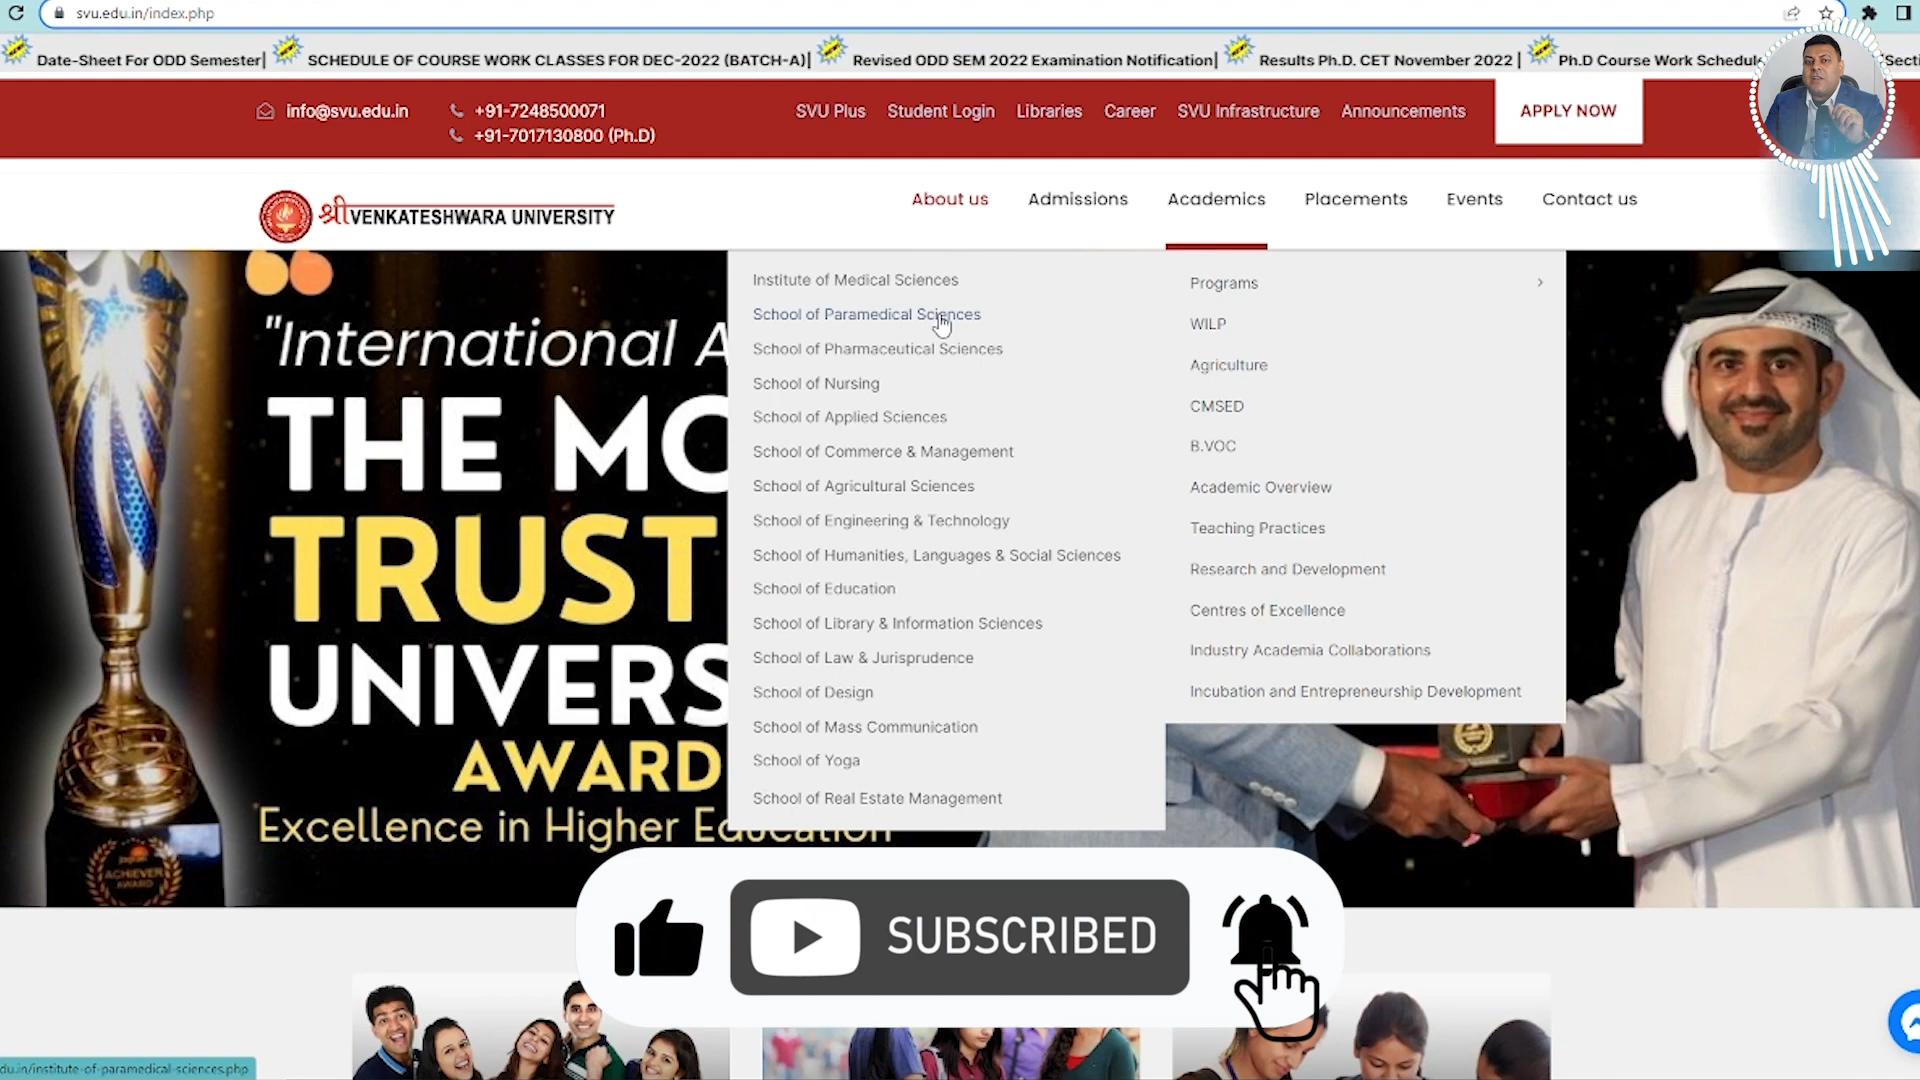 svu.edu.in/index.php
Date-Sheet For ODD Semester| SCHEDULE OF COURSE WORK CLASSES FOR DEC-2022 (BATCH-A)| Revised ODD SEM 2022 Examination Notification| Results Ph.D. CET November 2022 | Ph.D Course Work
info@svu.edu.in +91-7248500071 SVU Plus Student Login Libraries Career SVU Infrastructure Announcements APPLY NOW
+91-7017130800 (Ph.D)
श्री VENKATESHWARA UNIVERSITY
About us Admissions Academics Placements Events Contact us
Institute of Medical Sciences
School of Paramedical Sciences
School of Pharmaceutical Sciences
School of Nursing
School of Applied Sciences
School of Commerce & Management
School of Agricultural Sciences
School of Engineering & Technology
School of Humanities, Languages & Social Sciences
School of Education
School of Library & Information Sciences
School of Law & Jurisprudence
School of Design
School of Mass Communication
School of Yoga
School of Real Estate Management
Programs
WILP
Agriculture
CMSED
B.VOC
Academic Overview
Teaching Practices
Research and Development
Centres of Excellence
Industry Academia Collaborations
Incubation and Entrepreneurship Development
"International A
THE MO
TRUST
UNIVERS
AWARD
Excellence in Higher Education
ACHIEVER
AWARD
SUBSCRIBED
du.in/institute-of-paramedical-sciences.php